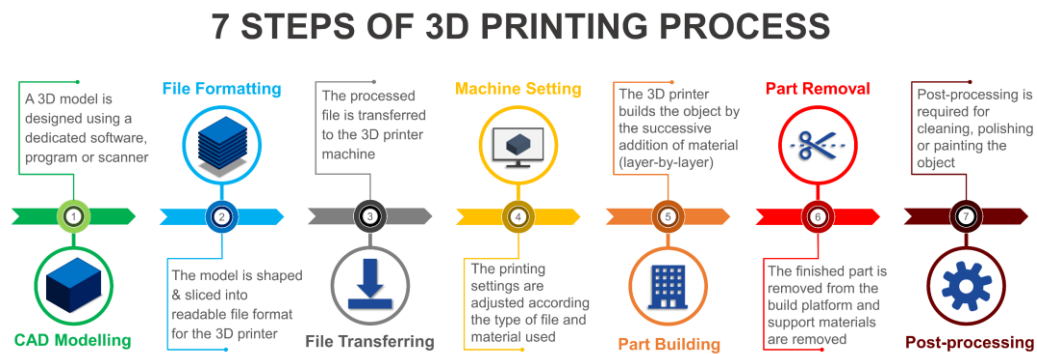 7 STEPS OF 3D PRINTING PROCESS
A 3D model is
designed using a
dedicated software,
program or scanner
1
CAD Modelling
File Formatting
2
The model is shaped
& sliced into
readable file format
for the 3D printer
The processed
file is transferred
to the 3D printer
machine
3
File Transferring
Machine Setting
4
The printing
settings are
adjusted according
the type of file and
material used
The 3D printer
builds the object by
the successive
addition of material
(layer-by-layer)
5
Part Building
Part Removal
6
The finished part is
removed from the
build platform and
support materials
are removed
Post-processing is
required for
cleaning, polishing
or painting the
object
7
Post-processing